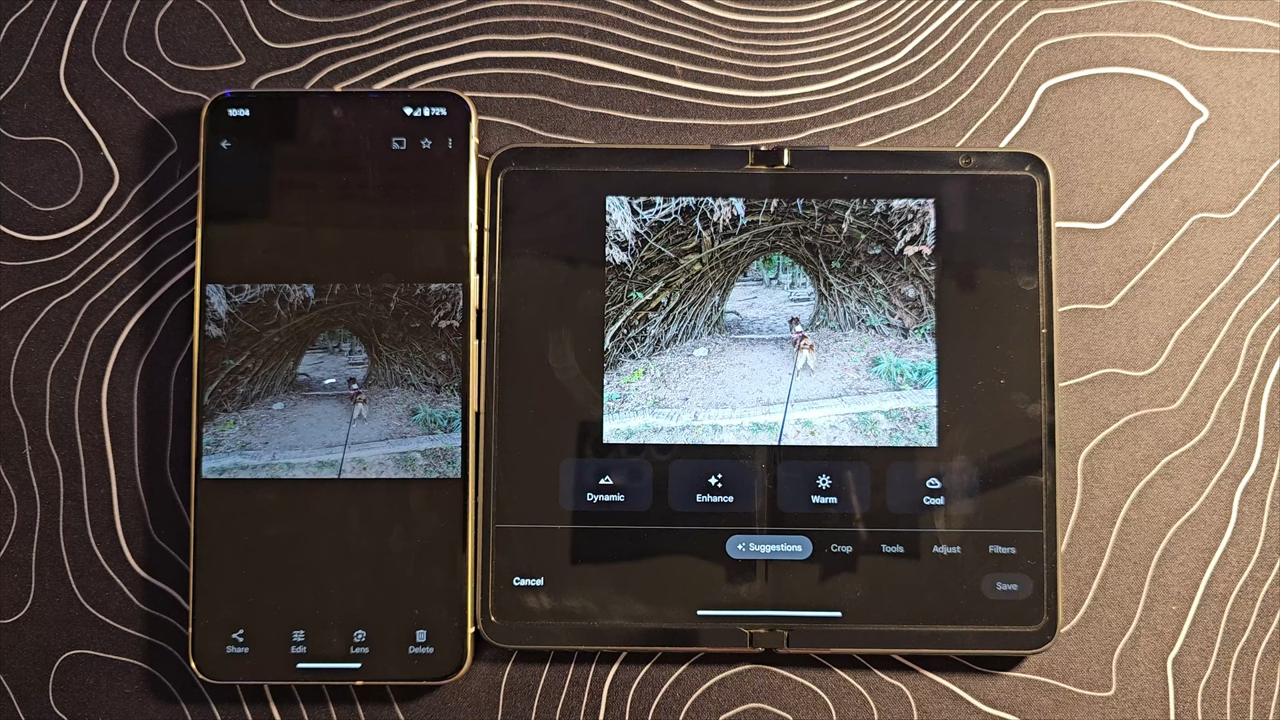 10:04
72%
Share
Edit
Lens
Delete
Dynamic
Enhance
Warm
Cool
Suggestions
Crop
Tools
Adjust
Filters
Cancel
Save